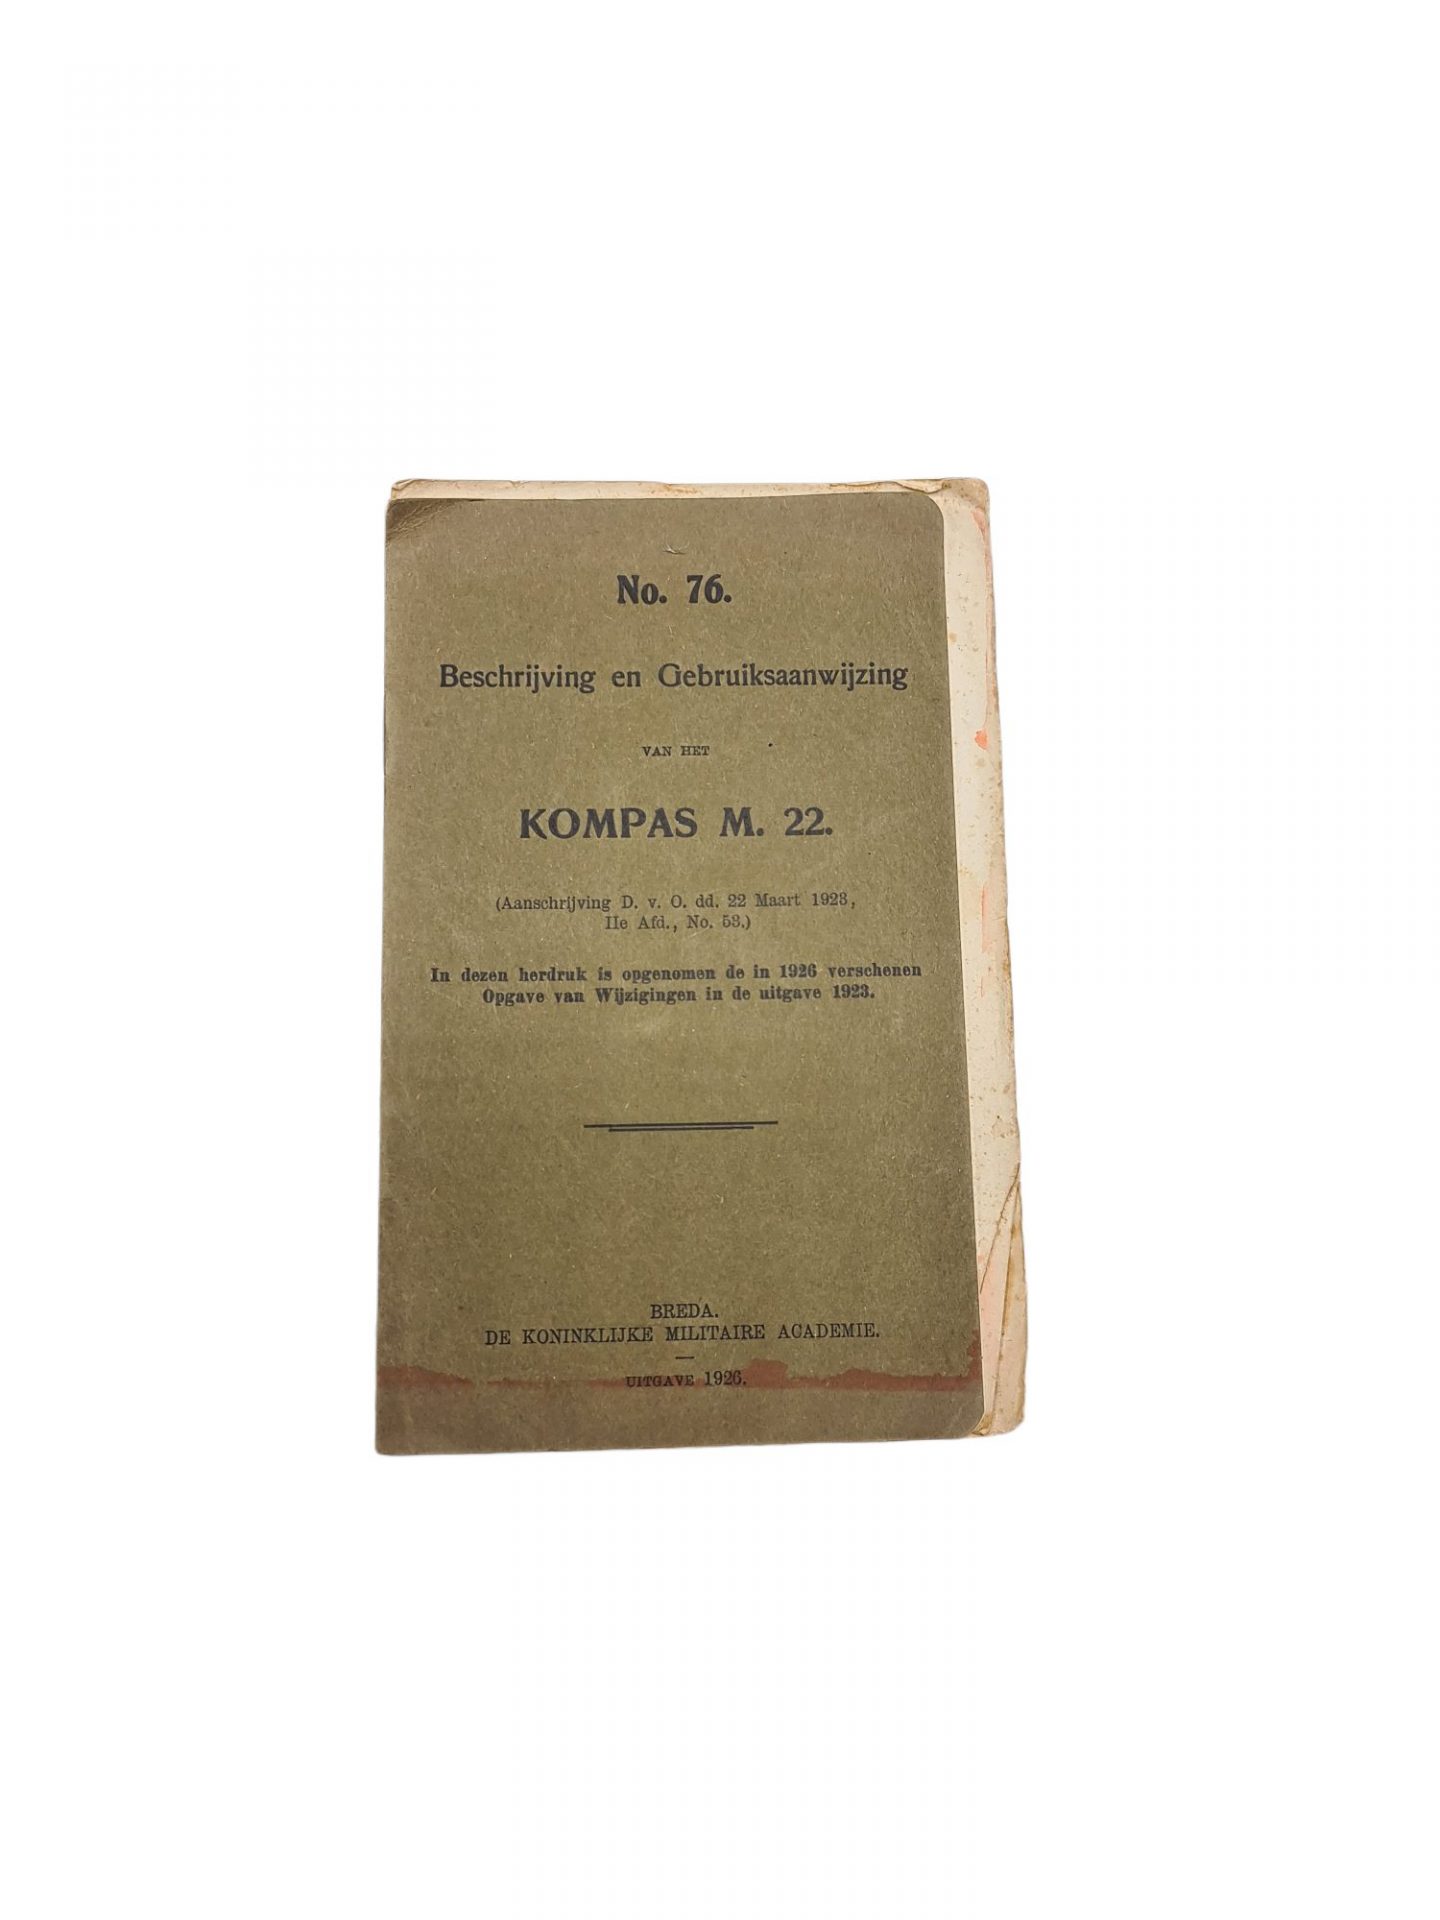 No. 76.
Beschrijving en Gebruiksaanwijzing
VAN HET
KOMPAS M. 22.
(Aanschrijving D. v. O. dd. 22 Maart 1923,
IIe Afd., No. 53.)
In dezen herdruk is opgenomen de in 1926 verschenen
Opgave van Wijzigingen in de uitgave 1923.
BREDA.
DE KONINKLIJKE MILITAIRE ACADEMIE.
UITGAVE 1926.